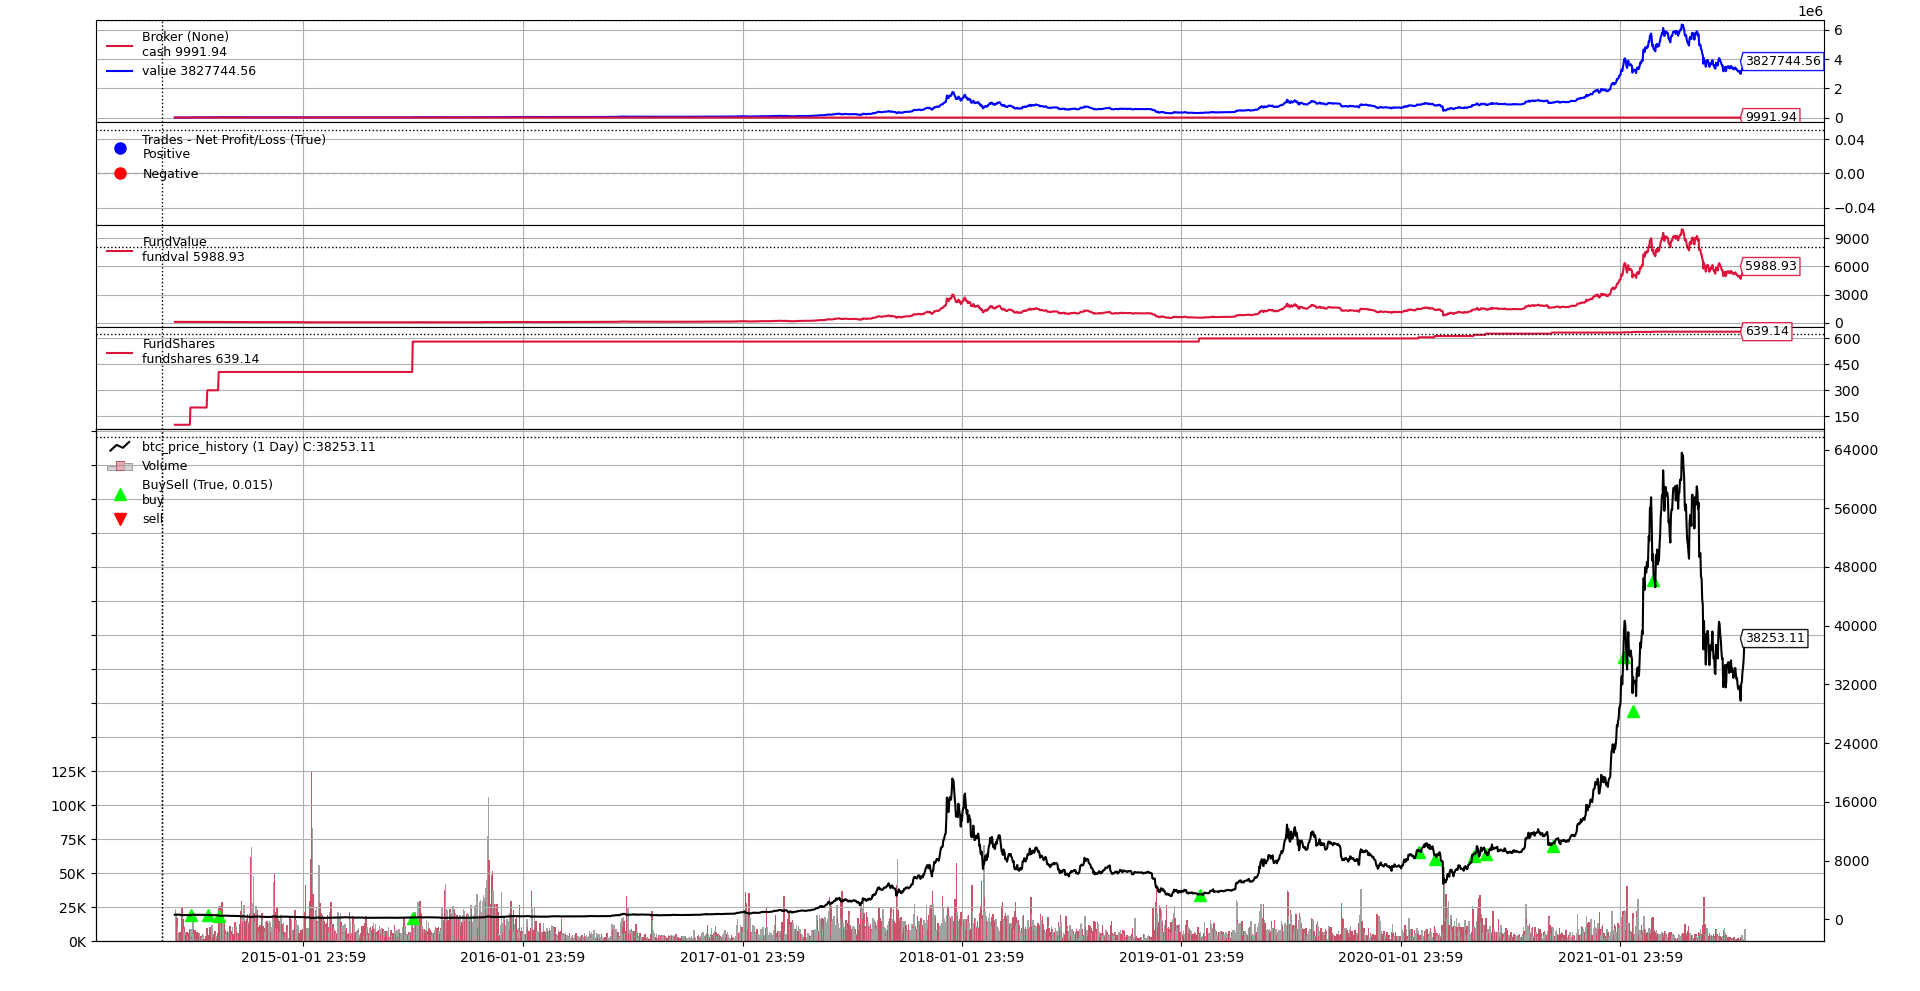 1e6
Broker (None)
cash 9991.94
value 3827744.56
6
4
2
0
3827744.56
9991.94
Trades - Net Profit/Loss (True)
Positive
Negative
0.04
0.00
−0.04
FundValue
fundval 5988.93
9000
6000
3000
0
5988.93
FundShares
fundshares 639.14
600
450
300
150
639.14
btc_price_history (1 Day) C:38253.11
Volume
BuySell (True, 0.015)
buy
sell
64000
56000
48000
40000
32000
24000
16000
8000
0
38253.11
125K
100K
75K
50K
25K
0K
2015-01-01 23:59
2016-01-01 23:59
2017-01-01 23:59
2018-01-01 23:59
2019-01-01 23:59
2020-01-01 23:59
2021-01-01 23:59